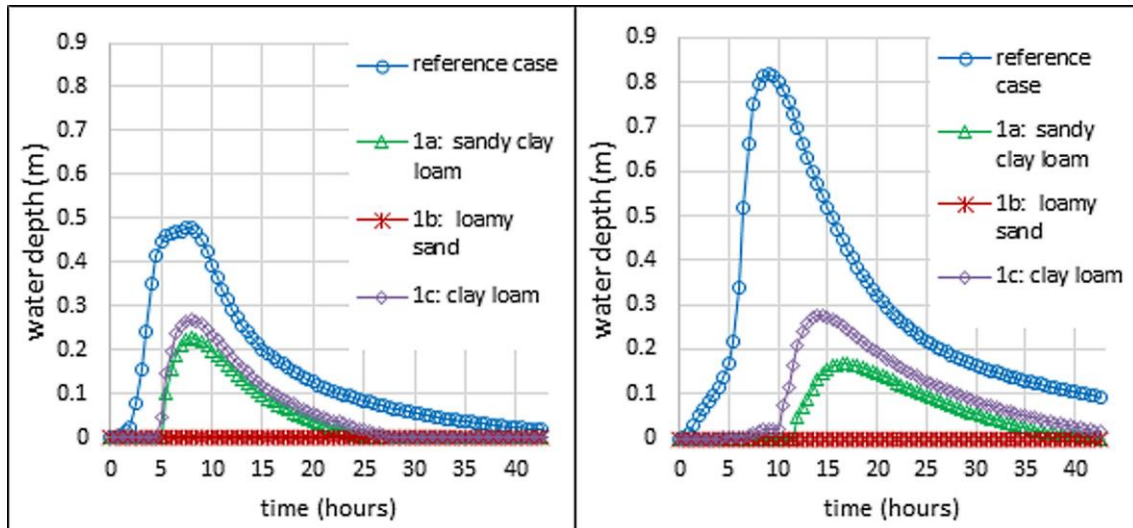 0.9
0.8
0.7
0.6
0.5
0.4
0.3
0.2
0.1
0
water depth (m)
0 5 10 15 20 25 30 35 40
time (hours)
reference case
1a: sandy clay
loam
1b: loamy
sand
1c: clay loam
0.9
0.8
0.7
0.6
0.5
0.4
0.3
0.2
0.1
0
water depth (m)
0 5 10 15 20 25 30 35 40
time (hours)
reference
case
1a: sandy
clay loam
1b: loamy
sand
1c: clay loam